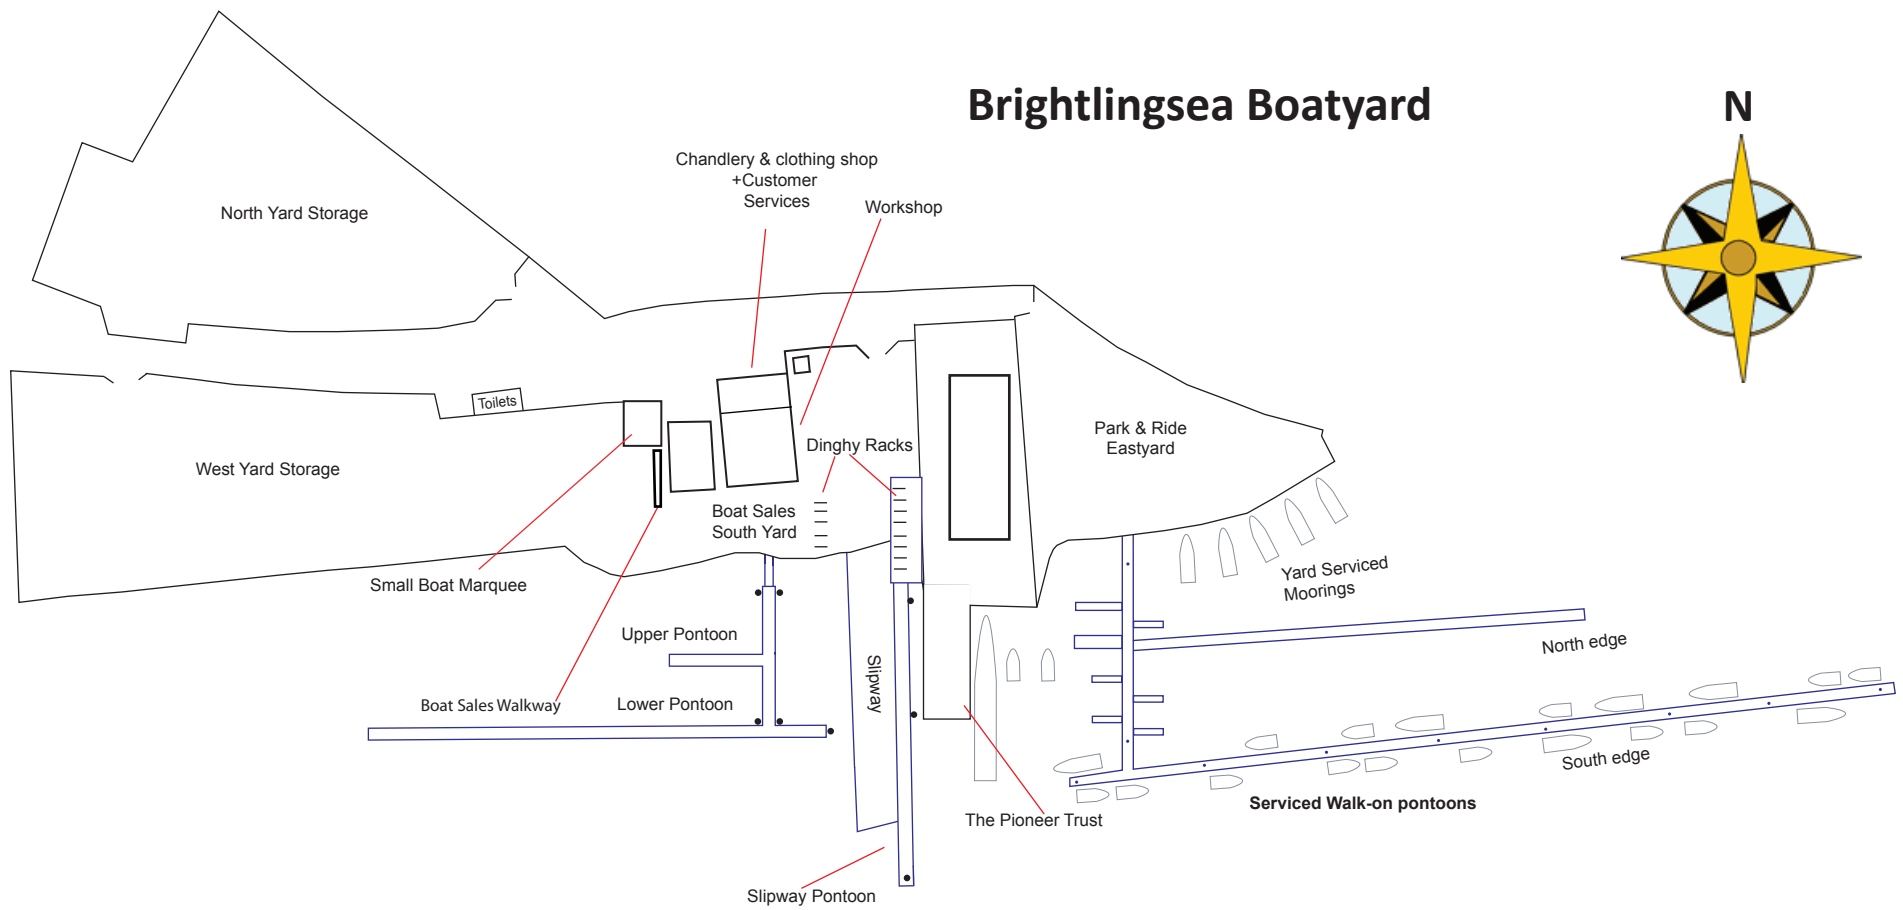 Brightlingsea Boatyard
N
Chandlery & clothing shop
+Customer
Services
Workshop
North Yard Storage
Toilets
Park & Ride
Eastyard
Dinghy Racks
West Yard Storage
Boat Sales
South Yard
Small Boat Marquee
Yard Serviced
Moorings
Upper Pontoon
North edge
Slipway
Boat Sales Walkway
Lower Pontoon
South edge
Serviced Walk-on pontoons
The Pioneer Trust
Slipway Pontoon